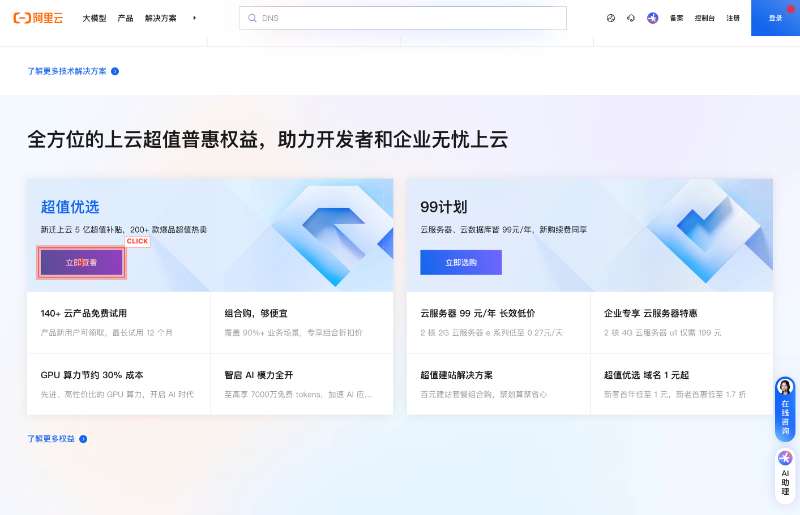 阿里云
大模型 产品 解决方案
DNS
备案 控制台 注册 登录
了解更多技术解决方案
全方位的上云超值普惠权益，助力开发者和企业无忧上云
超值优选
新迁上云 5 亿超值补贴，200+ 款爆品超值热卖
CLICK
立即查看
140+ 云产品免费试用
产品新用户可领取，最长试用 12 个月
组合购，够便宜
覆盖 90%+ 业务场景，专享组合折扣价
GPU 算力节约 30% 成本
先进、高性价比的 GPU 算力，开启 AI 时代
智启 AI 模力全开
至高享 7000万免费 tokens，加速 AI 应...
99计划
云服务器、云数据库皆 99元/年，新购续费同享
立即选购
云服务器 99 元/年 长效低价
2 核 2G 云服务器 e 系列低至 0.27元/天
企业专享 云服务器特惠
2 核 4G 云服务器 u1 仅需 199 元
超值建站解决方案
百元建站套餐组合购，策划算帮省心
超值优选 域名 1 元起
新客首年低至 1 元，新老首惠低至 1.7 折
了解更多权益
在线咨询
AI助理